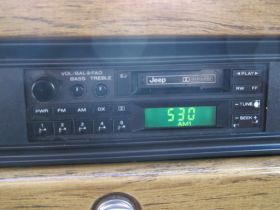 VOL/BAL & FAD
BASS TREBLE
Jeep
DOLBY
◄ PLAY ►
RW FF
PWR FM AM DX
530
AM1
− TUNE +
− SEEK +
1 2 3 4 5